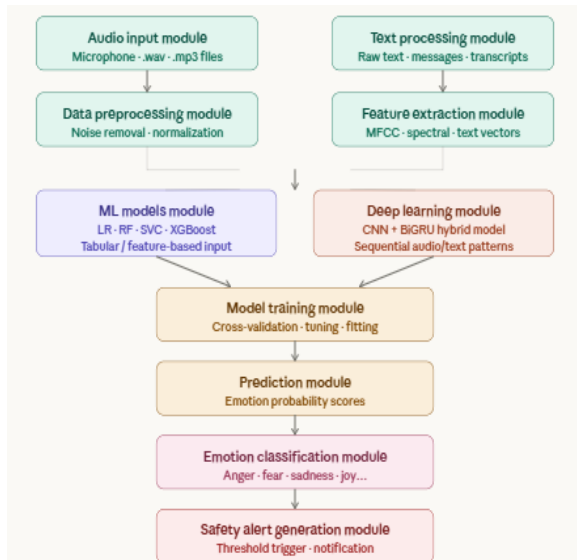 Audio input module
Microphone · .wav · .mp3 files
Text processing module
Raw text · messages · transcripts
Data preprocessing module
Noise removal · normalization
Feature extraction module
MFCC · spectral · text vectors
ML models module
LR · RF · SVC · XGBoost
Tabular / feature-based input
Deep learning module
CNN + BiGRU hybrid model
Sequential audio/text patterns
Model training module
Cross-validation · tuning · fitting
Prediction module
Emotion probability scores
Emotion classification module
Anger · fear · sadness · joy...
Safety alert generation module
Threshold trigger · notification